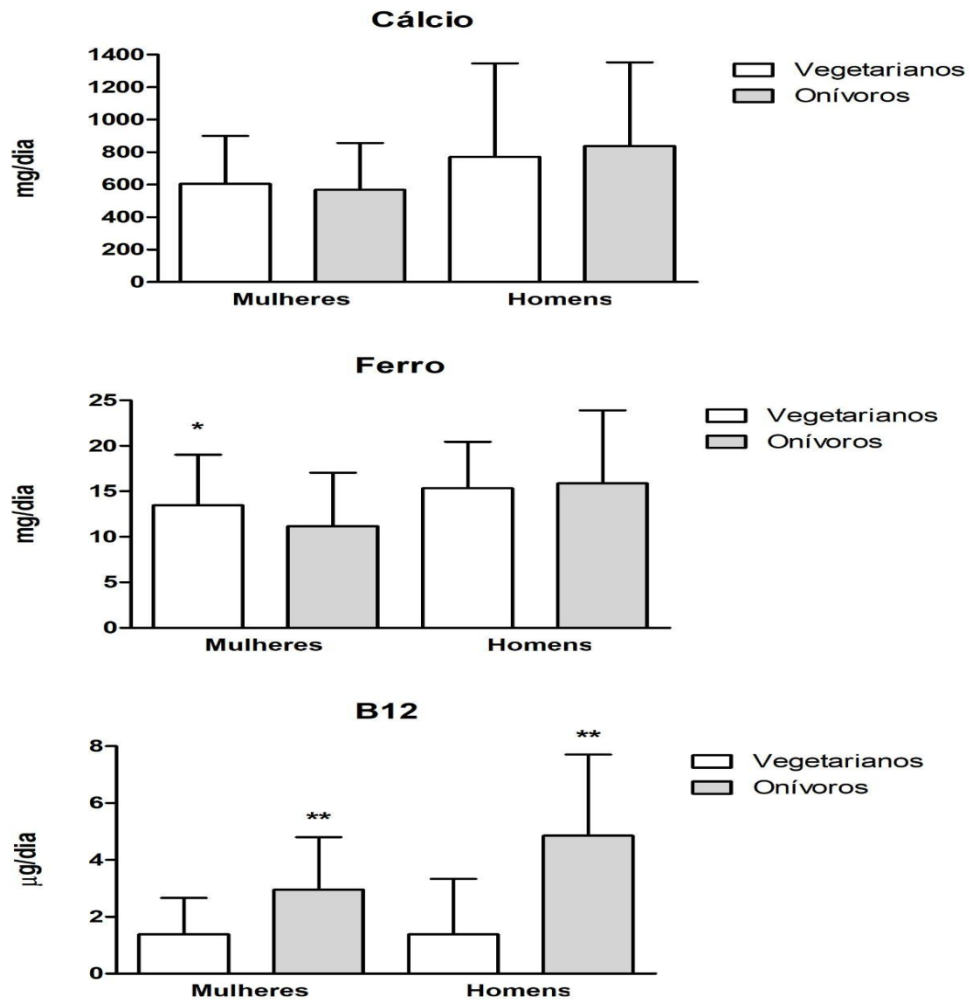 Cálcio
1400
1200
1000
800
600
400
200
0
mg/dia
Mulheres
Homens
Vegetarianos
Onívoros
Ferro
25
20
15
10
5
0
mg/dia
*
Mulheres
Homens
Vegetarianos
Onívoros
B12
8
6
4
2
0
µg/dia
**
**
Mulheres
Homens
Vegetarianos
Onívoros